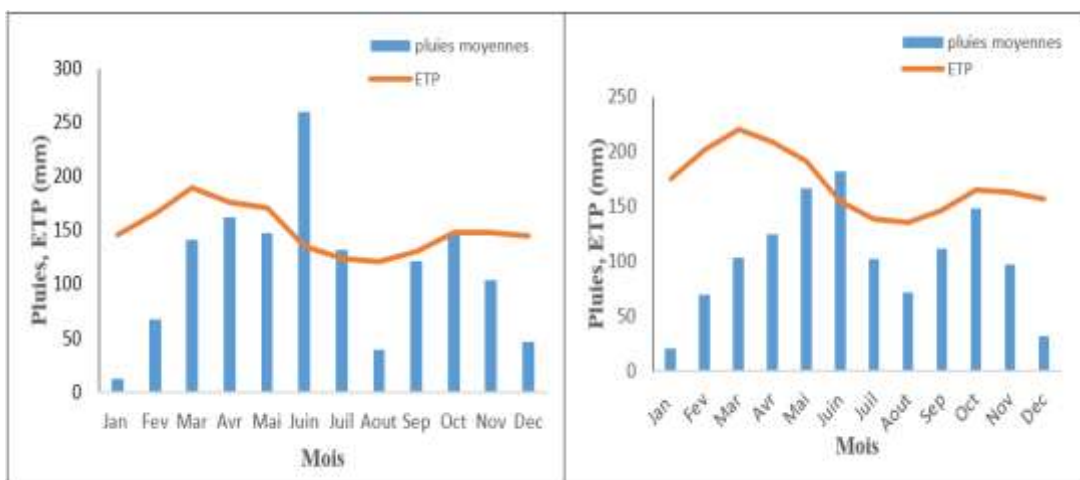 pluies moyennes
ETP
300
250
200
150
100
50
0
Pluies, ETP (mm)
Jan Fev Mar Avr Mai Juin Juil Aout Sep Oct Nov Dec
Mois
pluies moyennes
ETP
250
200
150
100
50
0
Pluies, ETP (mm)
Jan Fev Mar Avr Mai Juin Juil Aout Sep Oct Nov Dec
Mois